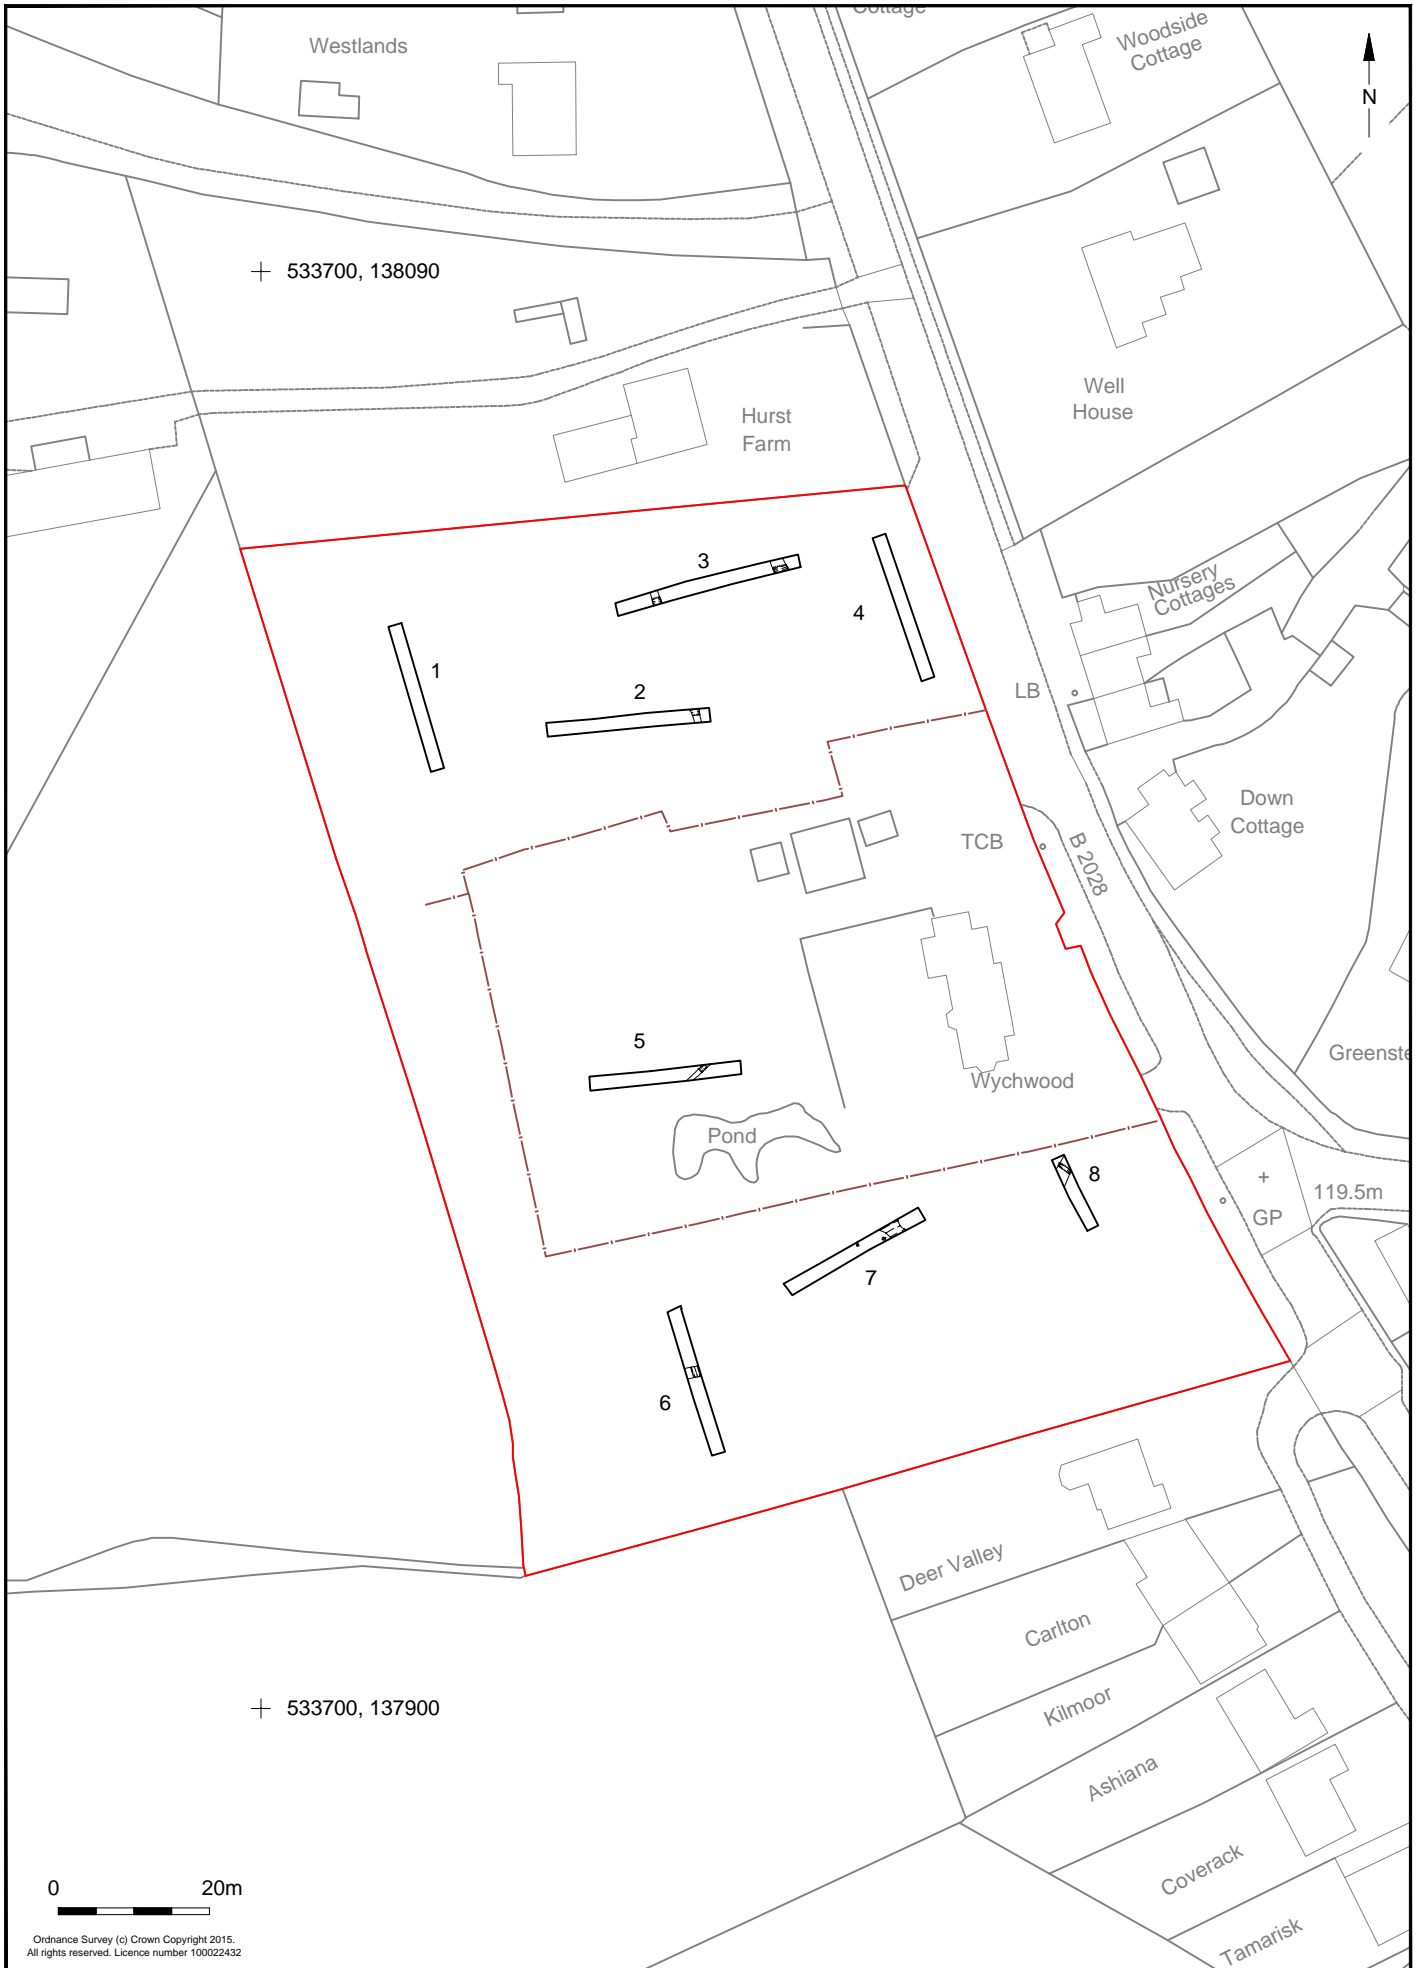 Cottage
Westlands
Woodside
Cottage
N
533700, 138090
Well
House
Hurst
Farm
3
Nursery
Cottages
4
1
2
LB
Down
Cottage
TCB
B 2028
5
Greenste
Wychwood
Pond
8
119.5m
GP
7
6
Deer Valley
Carlton
Kilmoor
533700, 137900
Ashiana
Coverack
0 20m
Tamarisk
Ordnance Survey (c) Crown Copyright 2015.
All rights reserved. Licence number 100022432